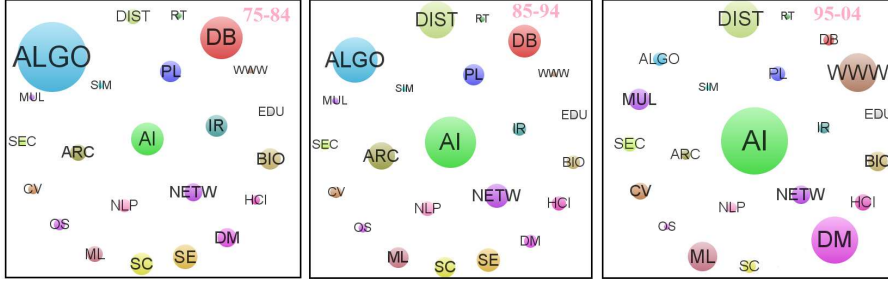 75-84
DIST
RT
DB
ALGO
PL
WWW
SIM
MUL
EDU
IR
AI
SEC
ARC
BIO
CV
NETW
HCI
NLP
OS
DM
ML
SC
SE
85-94
DIST
RT
DB
ALGO
PL
WWW
SIM
MUL
EDU
IR
AI
SEC
ARC
BIO
CV
NETW
HCI
NLP
OS
DM
ML
SC
SE
95-04
DIST
RT
DB
ALGO
PL
WWW
SIM
MUL
EDU
IR
AI
SEC
ARC
BIO
CV
NETW
HCI
NLP
OS
DM
ML
SC